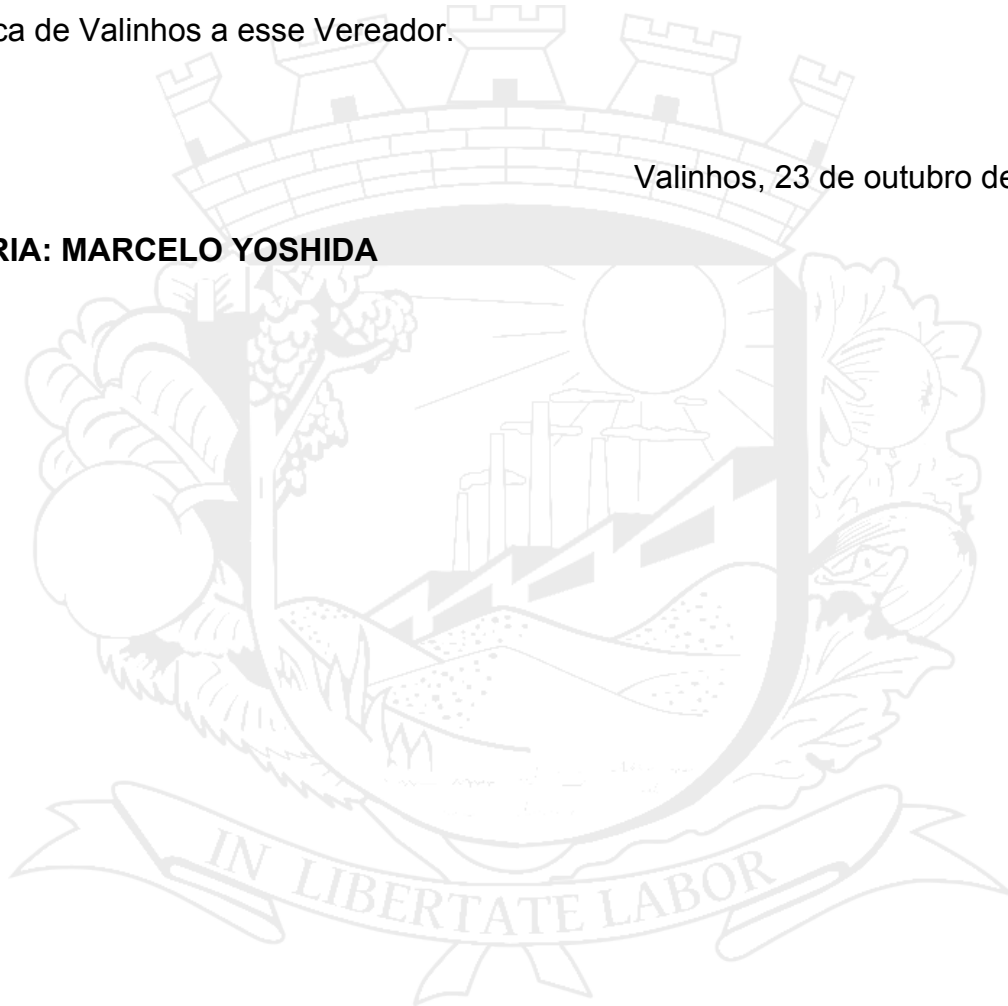 ca de Valinhos a esse Vereador.
Valinhos, 23 de outubro de
RIA: MARCELO YOSHIDA
IN LIBERTATE LABOR